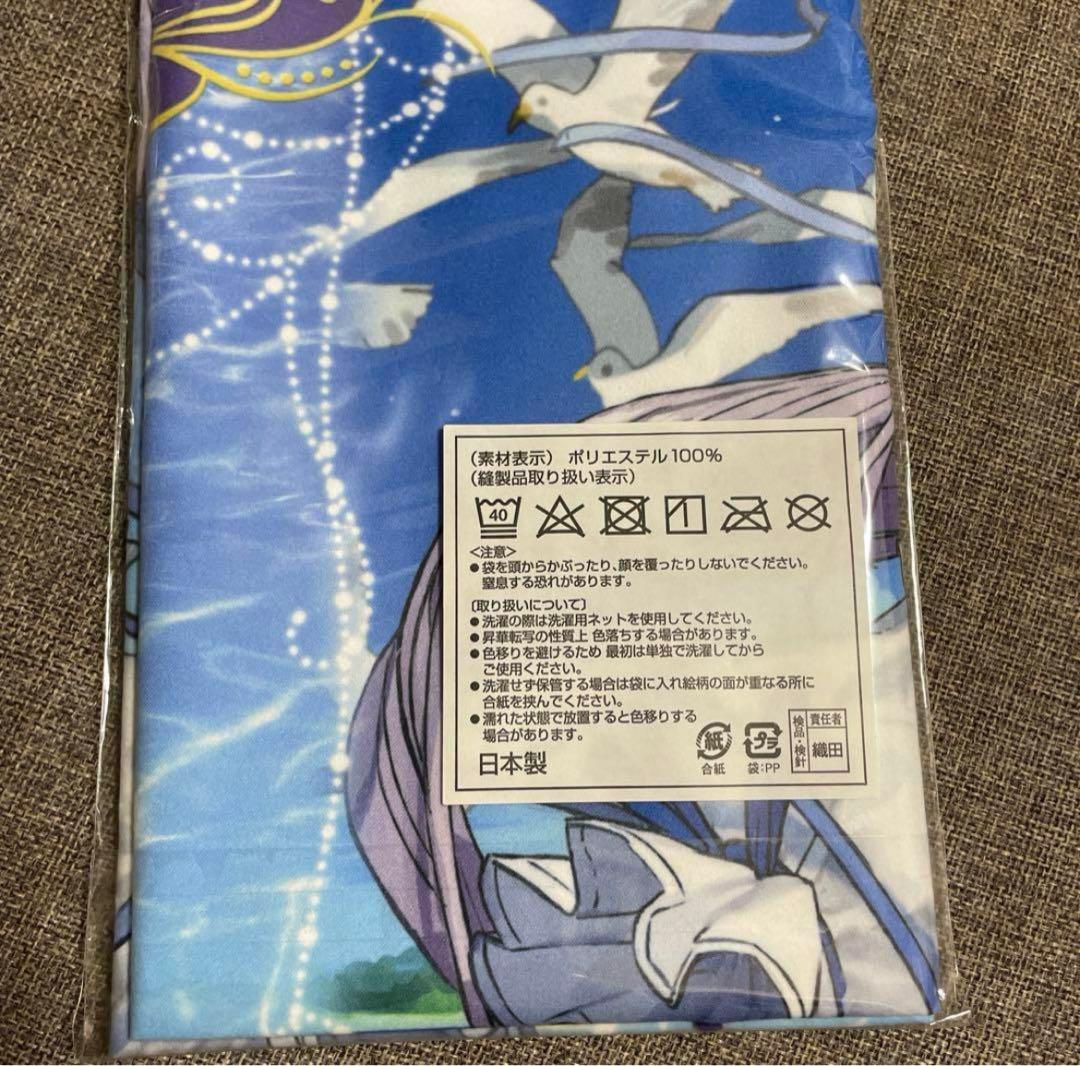 (素材表示) ポリエステル100%
(縫製品取り扱い表示)
40
<注意>
●袋を頭からかぶったり、顔を覆ったりしないでください。
窒息する恐れがあります。
〔取り扱いについて〕
●洗濯の際は洗濯用ネットを使用してください。
●昇華転写の性質上 色落ちする場合があります。
●色移りを避けるため 最初は単独で洗濯してから
ご使用ください。
●洗濯せず保管する場合は袋に入れ絵柄の面が重なる所に
合紙を挟んでください。
●濡れた状態で放置すると色移りする
場合があります。
日本製
紙
合紙
プラ
袋:PP
検品・検針
責任者
織田